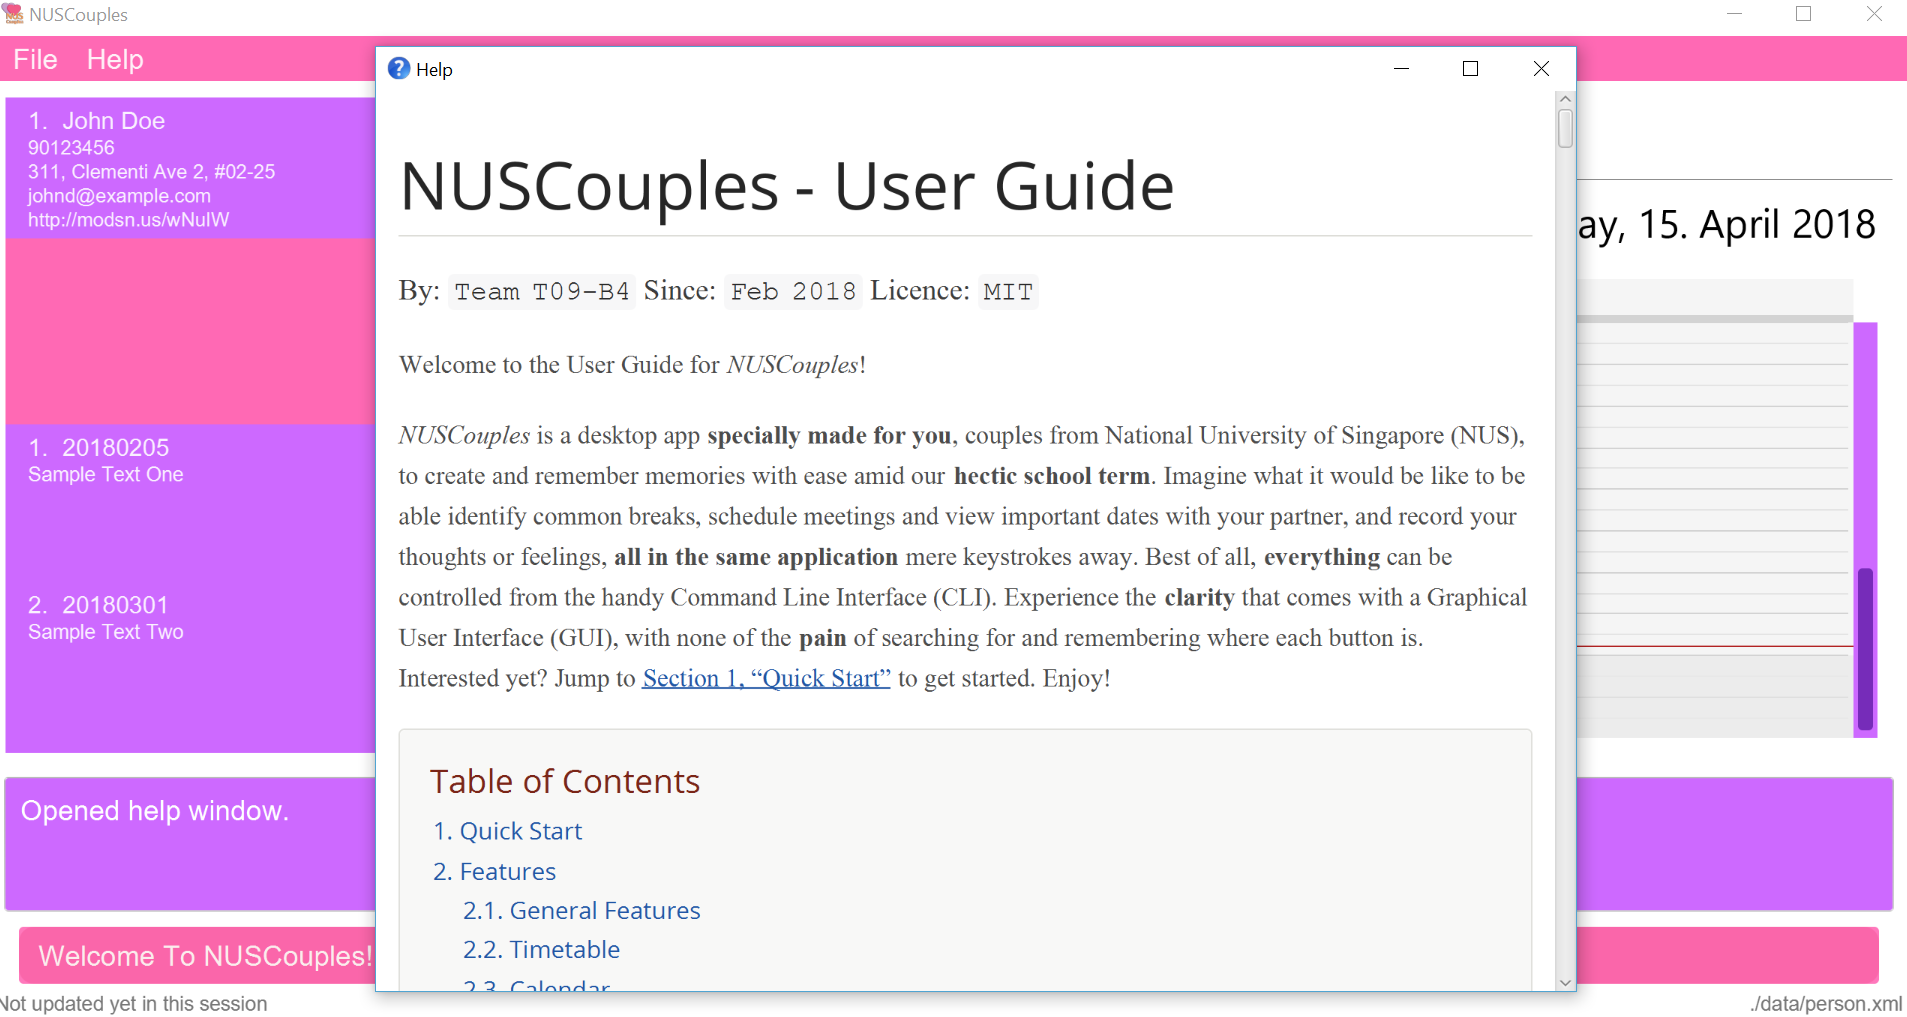 NUSCouples
File Help
1. John Doe
90123456
311, Clementi Ave 2, #02-25
johnd@example.com
http://modsn.us/wNuIW
1. 20180205
Sample Text One
2. 20180301
Sample Text Two
Opened help window.
Welcome To NUSCouples!
Not updated yet in this session
Help
NUSCouples - User Guide
By: Team T09-B4 Since: Feb 2018 Licence: MIT
Welcome to the User Guide for NUSCouples!
NUSCouples is a desktop app specially made for you, couples from National University of Singapore (NUS),
to create and remember memories with ease amid our hectic school term. Imagine what it would be like to be
able identify common breaks, schedule meetings and view important dates with your partner, and record your
thoughts or feelings, all in the same application mere keystrokes away. Best of all, everything can be
controlled from the handy Command Line Interface (CLI). Experience the clarity that comes with a Graphical
User Interface (GUI), with none of the pain of searching for and remembering where each button is.
Interested yet? Jump to Section 1, “Quick Start” to get started. Enjoy!
Table of Contents
1. Quick Start
2. Features
2.1. General Features
2.2. Timetable
2.3. Calendar
ay, 15. April 2018
./data/person.xml